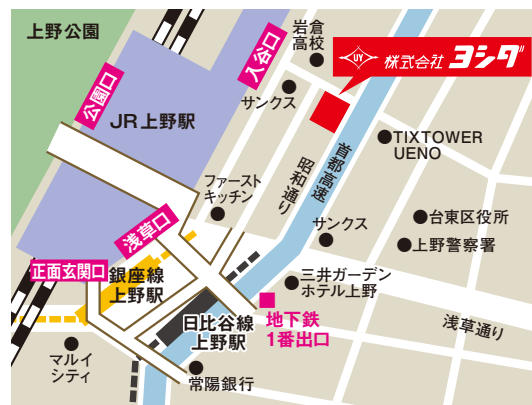 上野公園
公園口
JR上野駅
入谷口
岩倉
高校
UY
株式会社 ヨシダ
サンクス
TIXTOWER
UENO
首都高速
昭和通り
ファースト
キッチン
浅草口
サンクス
台東区役所
上野警察署
正面玄関口
銀座線
上野駅
三井ガーデン
ホテル上野
日比谷線
上野駅
地下鉄
1番出口
浅草通り
マルイ
シティ
常陽銀行